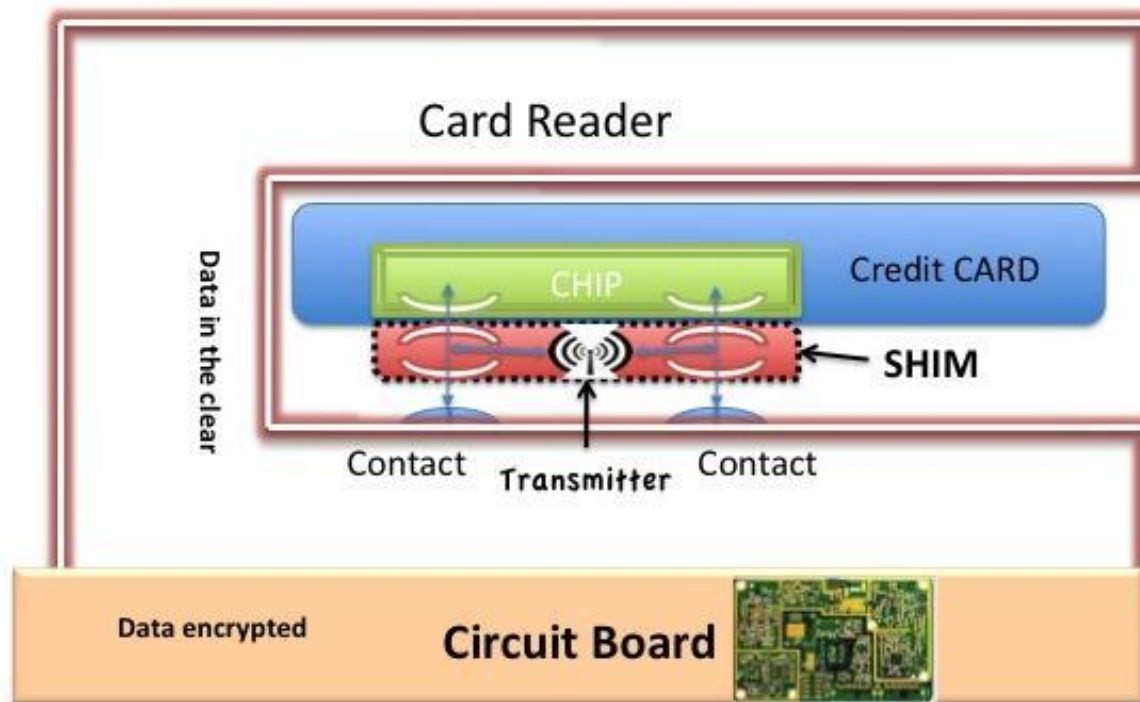 Card Reader
Credit CARD
CHIP
SHIM
Data in the clear
Contact
Transmitter
Contact
Data encrypted
Circuit Board